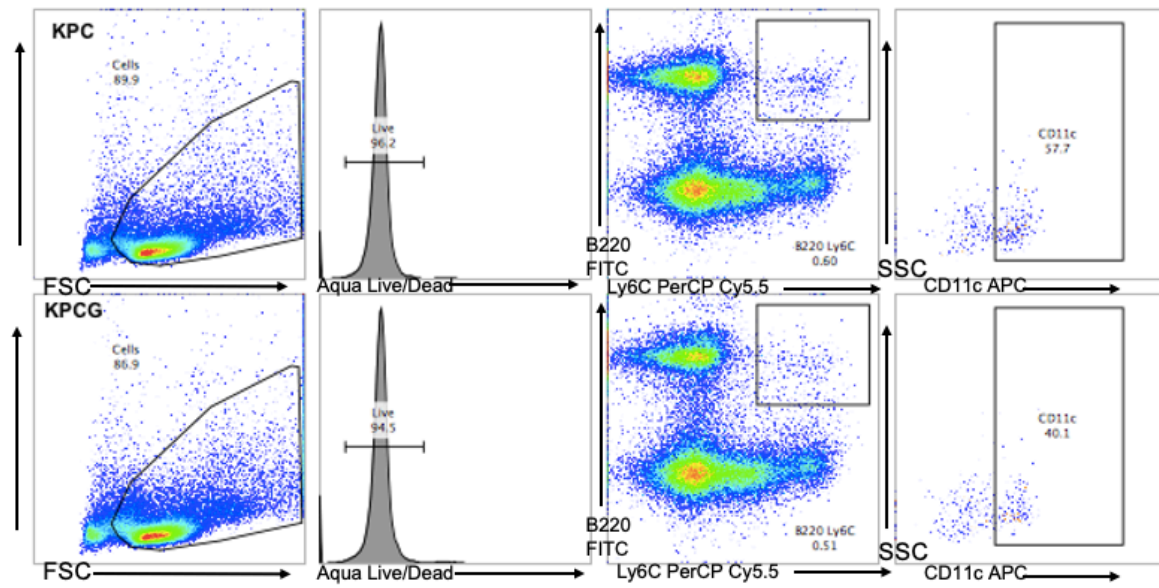 KPC
Cells
89.9
FSC
Live
96.2
Aqua Live/Dead
B220
FITC
B220 Ly6C
0.60
Ly6C PerCP Cy5.5
SSC
CD11c
57.7
CD11c APC
KPCG
Cells
86.9
FSC
Live
94.5
Aqua Live/Dead
B220
FITC
B220 Ly6C
0.51
Ly6C PerCP Cy5.5
SSC
CD11c
40.1
CD11c APC